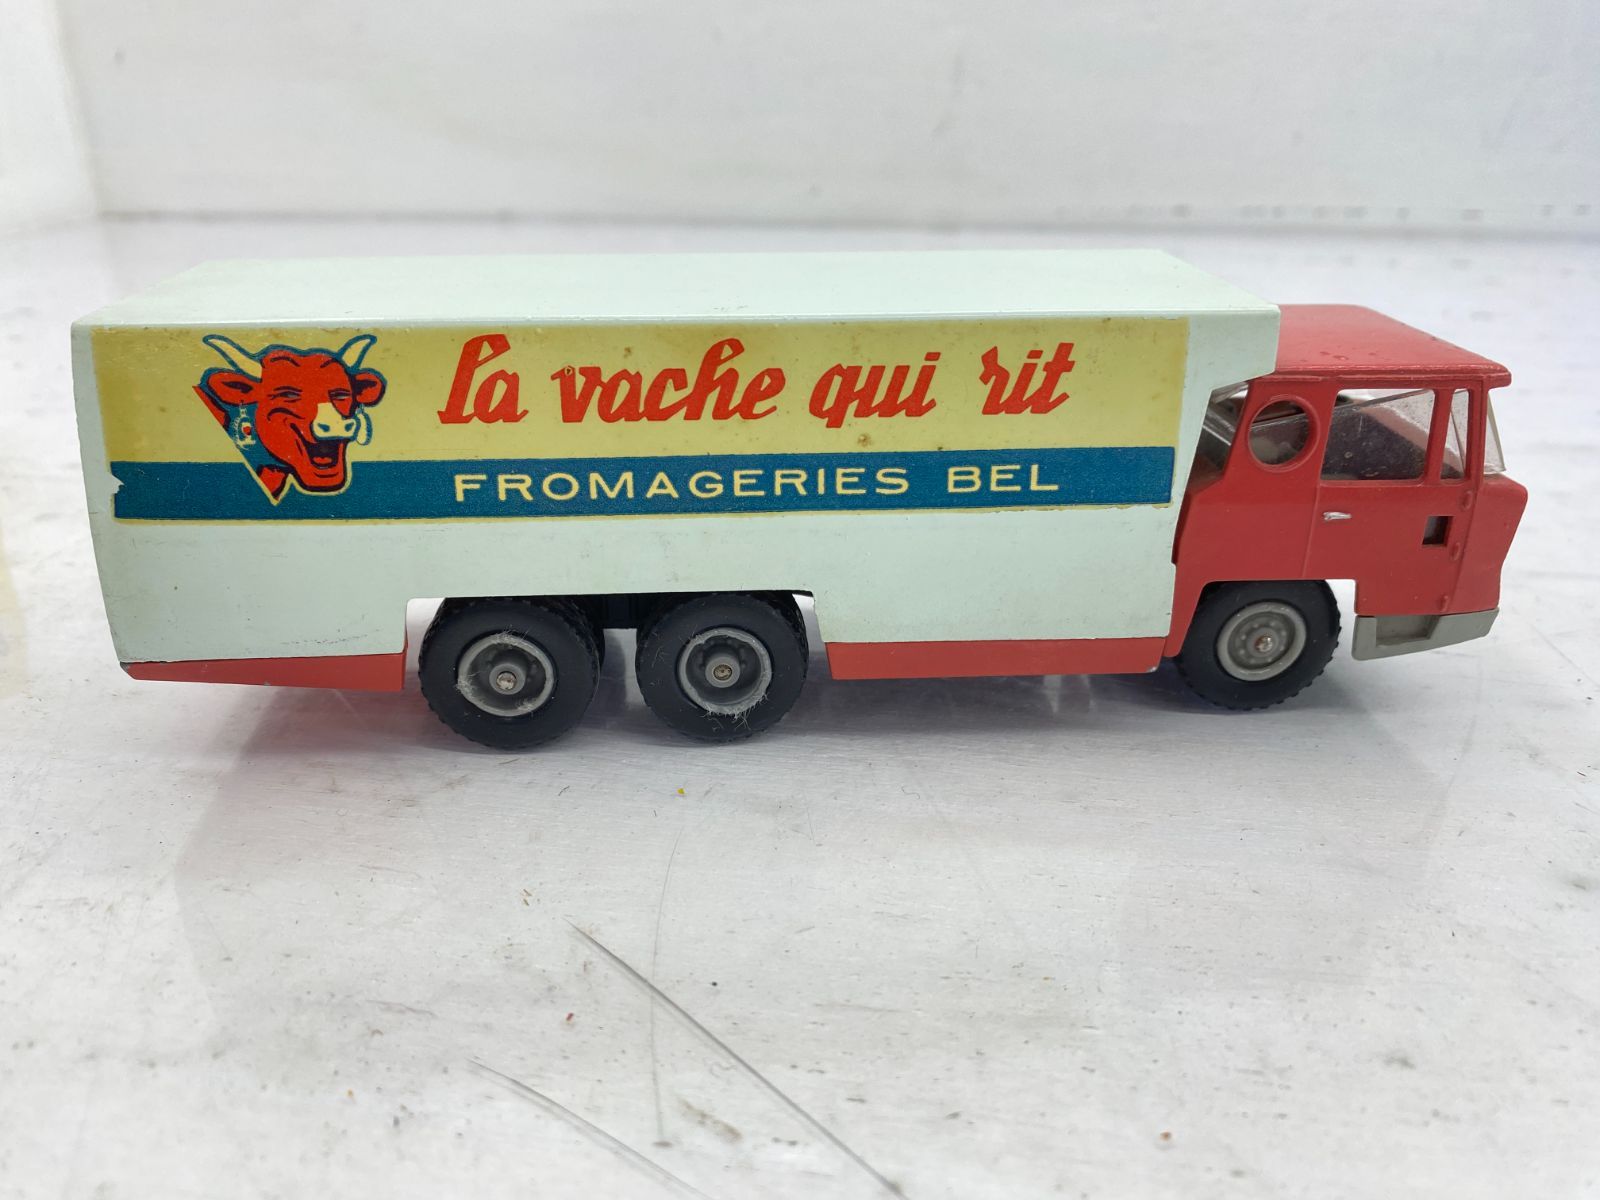 la vache qui rit
FROMAGERIES BEL